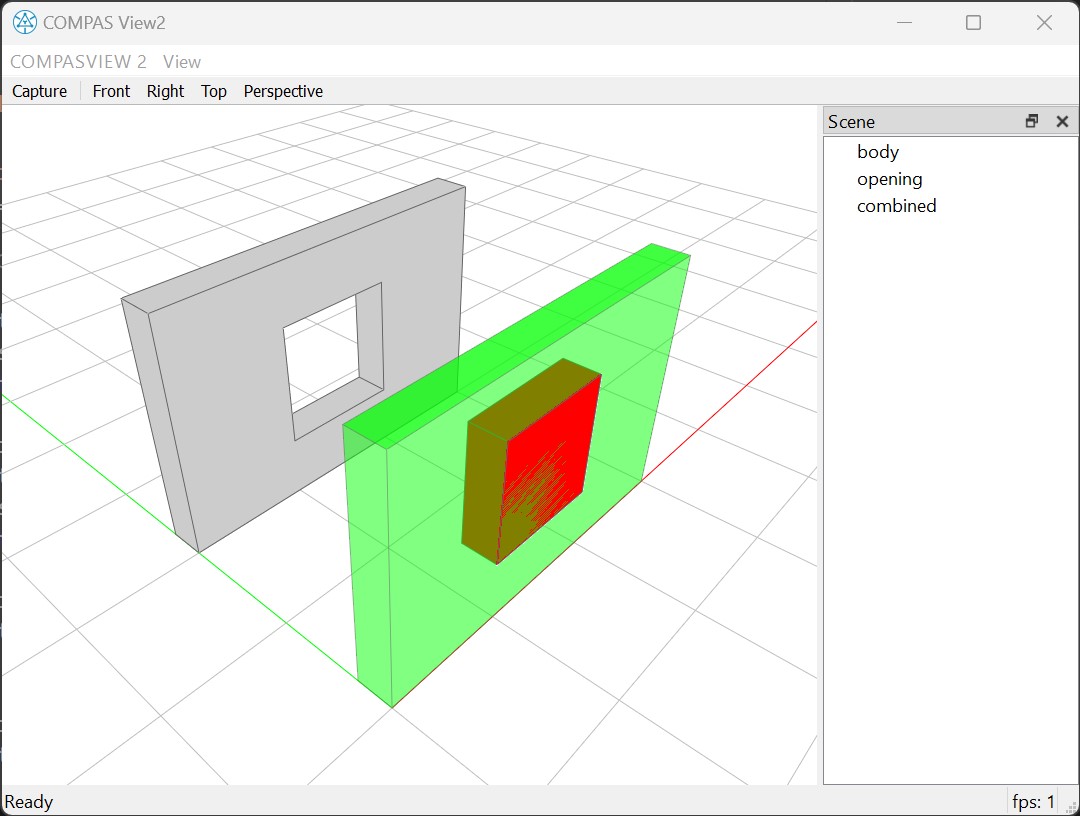 COMPAS View2
COMPASVIEW 2 View
Capture Front Right Top Perspective
Scene
body
opening
combined
Ready fps: 1